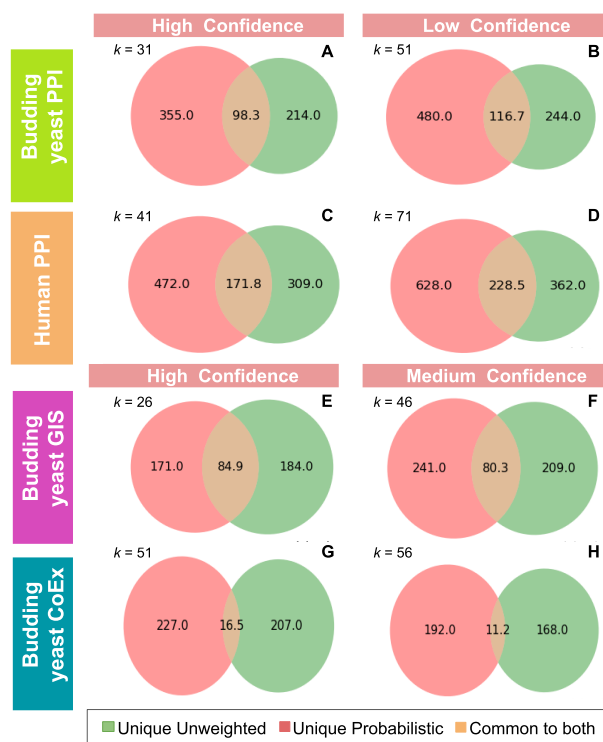 High Confidence
Low Confidence
Budding
yeast PPI
k = 31
A
355.0
98.3
214.0
k = 51
B
480.0
116.7
244.0
Human PPI
k = 41
C
472.0
171.8
309.0
k = 71
D
628.0
228.5
362.0
High Confidence
Medium Confidence
Budding
yeast GIS
k = 26
E
171.0
84.9
184.0
k = 46
F
241.0
80.3
209.0
Budding
yeast CoEx
k = 51
G
227.0
16.5
207.0
k = 56
H
192.0
11.2
168.0
Unique Unweighted
Unique Probabilistic
Common to both